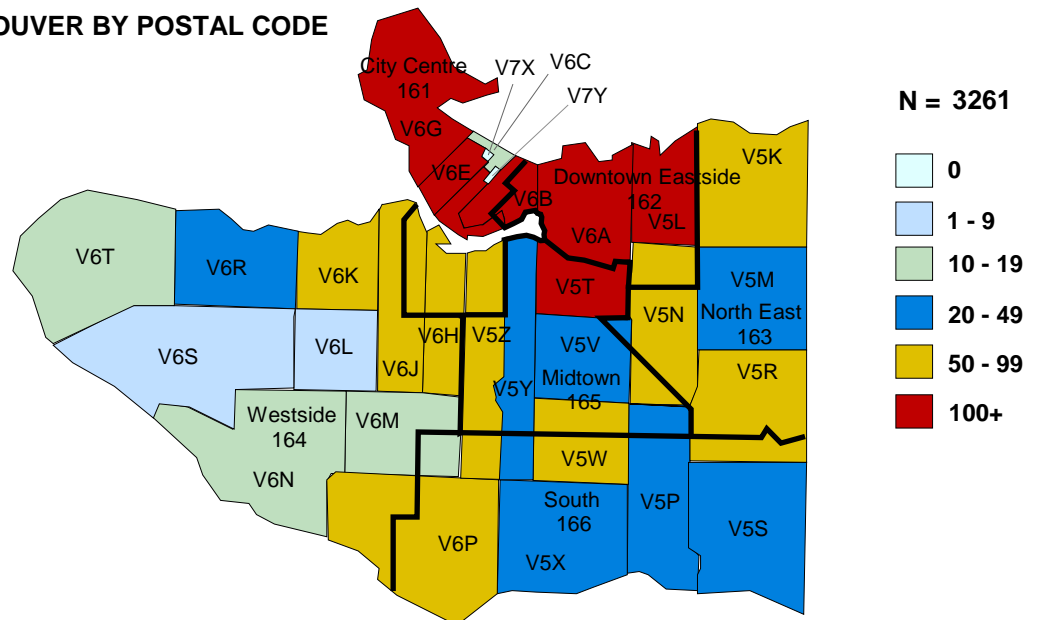 OUVER BY POSTAL CODE
City Centre
161
V7X
V6C
V7Y
V6G
V6E
V6B
Downtown Eastside
162
V5K
V5L
V6A
V6T
V6R
V6K
V5T
V5M
North East
163
V6S
V6L
V6J
V6H
V5Z
V5Y
V5V
Midtown
165
V5N
V5R
Westside
164
V6M
V6N
V5W
South
166
V5P
V5S
V6P
V5X
N = 3261
0
1 - 9
10 - 19
20 - 49
50 - 99
100+